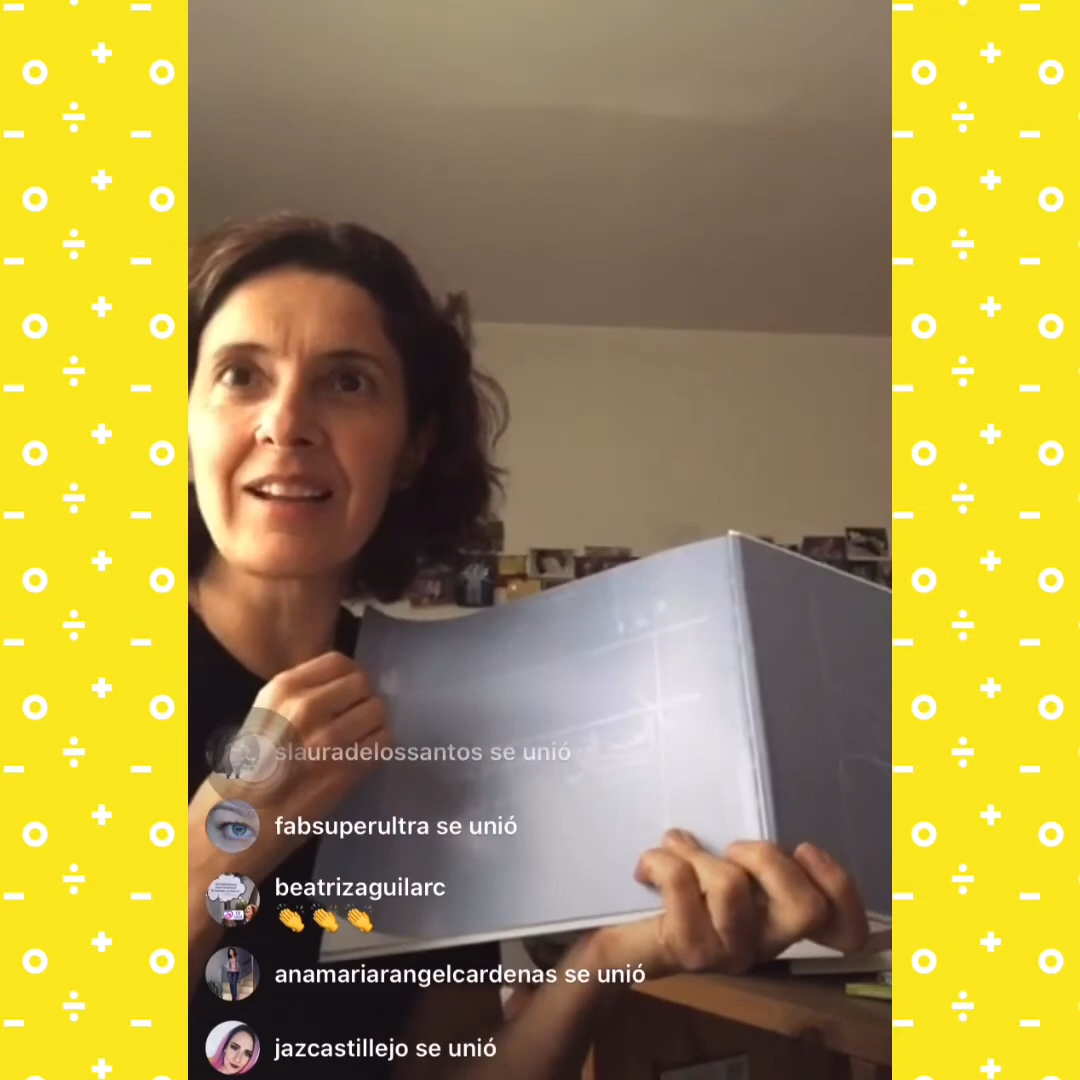 slauradelossantos se unió
fabsuperultra se unió
beatrizaguilarc
👏👏👏
anamariarangelcardenas se unió
jazcastillejo se unió